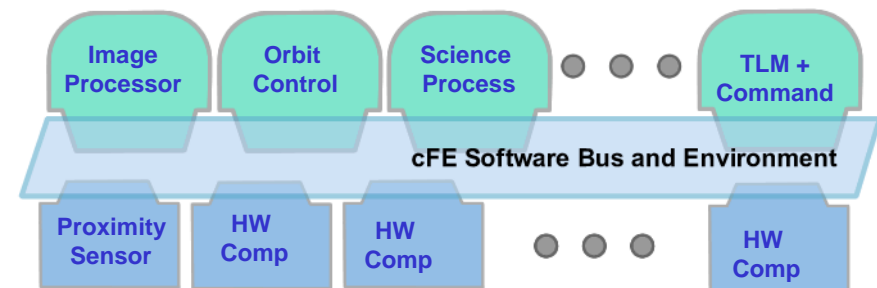 Image
Processor
Orbit
Control
Science
Process
TLM +
Command
cFE Software Bus and Environment
Proximity
Sensor
HW
Comp
HW
Comp
HW
Comp